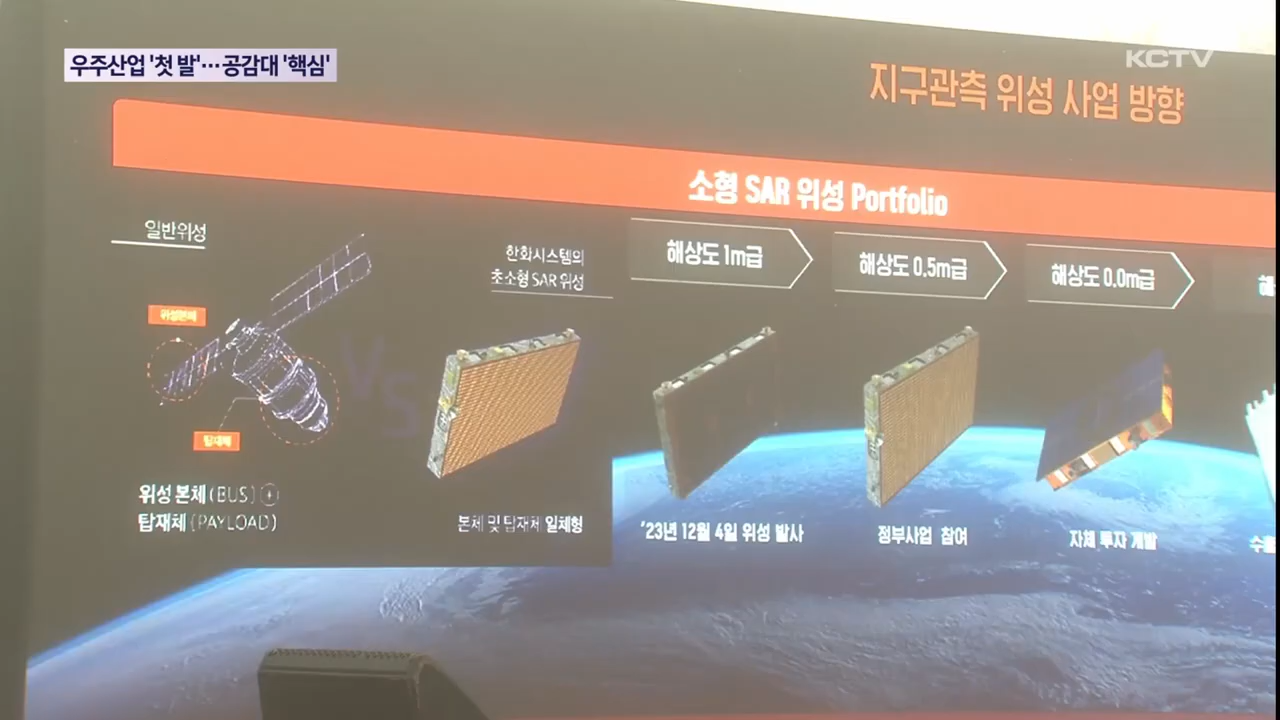 우주산업 '첫 발'…공감대 '핵심'
KCTV
지구관측 위성 사업 방향
소형 SAR 위성 Portfolio
일반위성
위성본체
탑재체
위성 본체(BUS) +
탑재체(PAYLOAD)
한화시스템의
초소형 SAR 위성
VS
본체 및 탑재체 일체형
해상도 1m급
해상도 0.5m급
해상도 0.0m급
해
'23년 12월 4일 위성 발사
정부사업 참여
자체 투자 개발